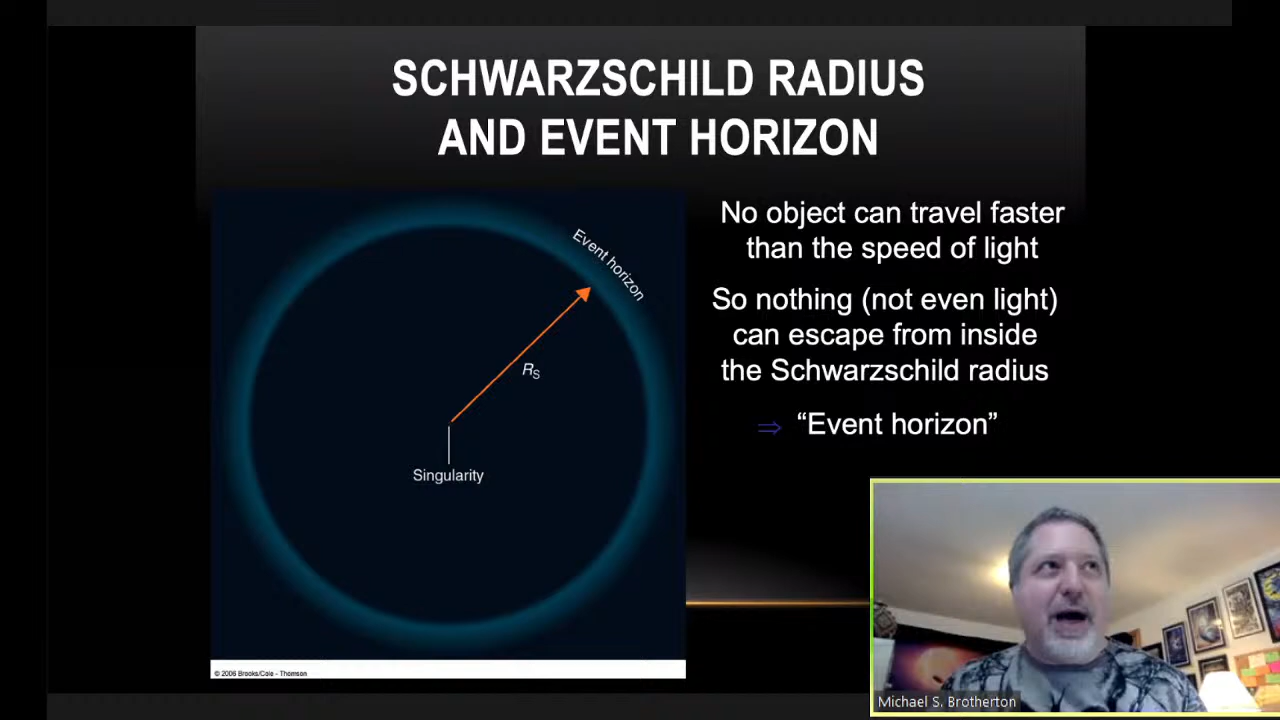 SCHWARZSCHILD RADIUS
AND EVENT HORIZON
Event horizon
R_S
Singularity
No object can travel faster
than the speed of light
So nothing (not even light)
can escape from inside
the Schwarzschild radius
⇒ “Event horizon”
© 2006 Brooks/Cole - Thomson
Michael S. Brotherton